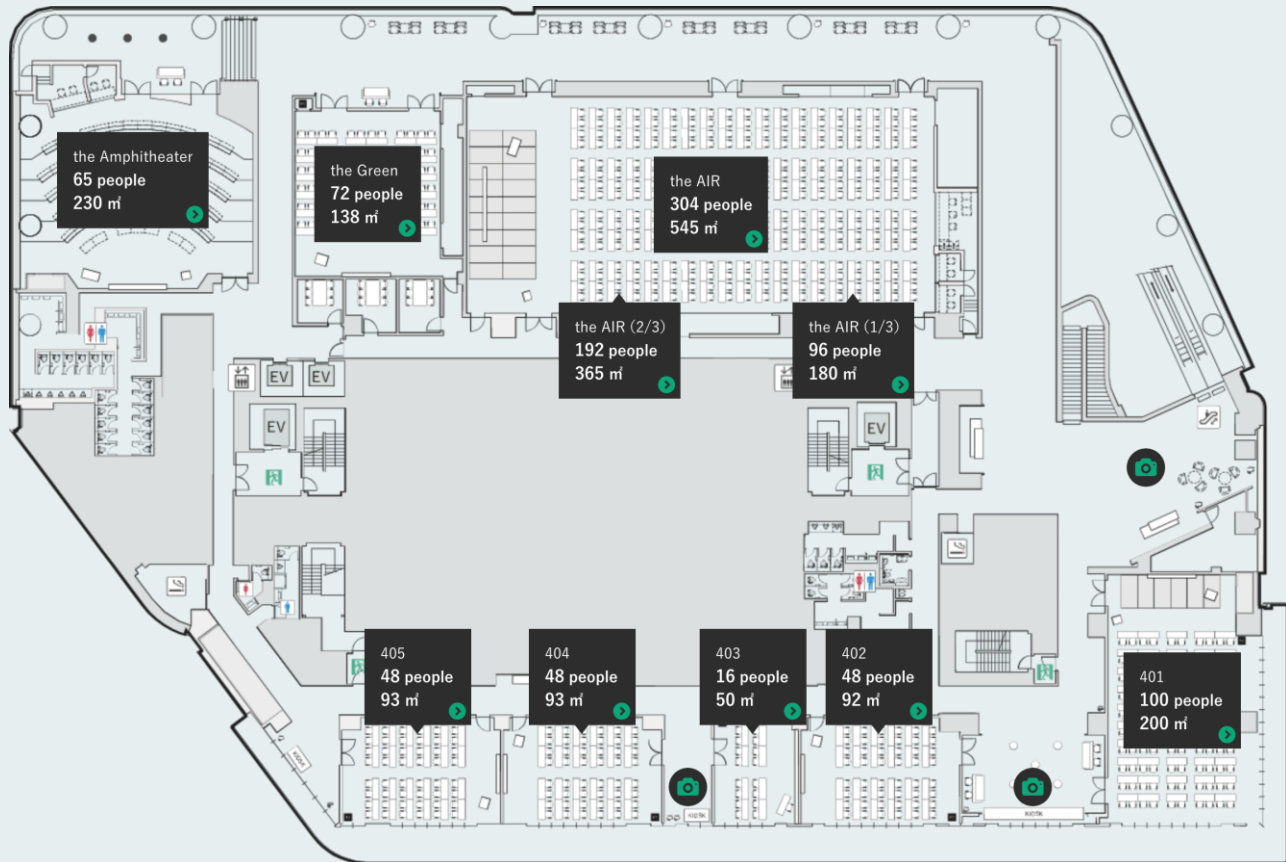 the Amphitheater
65 people
230 ㎡
the Green
72 people
138 ㎡
the AIR
304 people
545 ㎡
the AIR (2/3)
192 people
365 ㎡
the AIR (1/3)
96 people
180 ㎡
EV
EV
EV
EV
405
48 people
93 ㎡
404
48 people
93 ㎡
403
16 people
50 ㎡
402
48 people
92 ㎡
401
100 people
200 ㎡